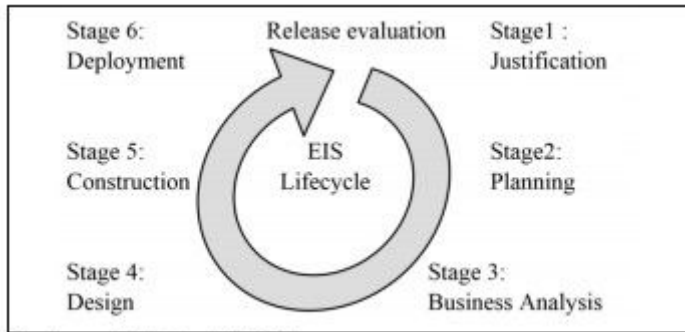 Release evaluation
Stage1 :
Justification
Stage2:
Planning
Stage 3:
Business Analysis
Stage 4:
Design
Stage 5:
Construction
Stage 6:
Deployment
EIS
Lifecycle